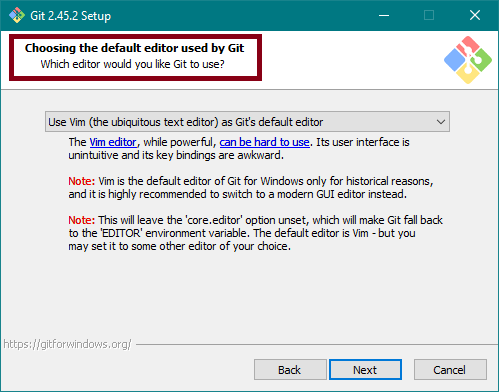 Git 2.45.2 Setup
Choosing the default editor used by Git
Which editor would you like Git to use?
Use Vim (the ubiquitous text editor) as Git's default editor
The Vim editor, while powerful, can be hard to use. Its user interface is
unintuitive and its key bindings are awkward.
Note: Vim is the default editor of Git for Windows only for historical reasons,
and it is highly recommended to switch to a modern GUI editor instead.
Note: This will leave the 'core.editor' option unset, which will make Git fall back
to the 'EDITOR' environment variable. The default editor is Vim - but you
may set it to some other editor of your choice.
https://gitforwindows.org/
Back
Next
Cancel